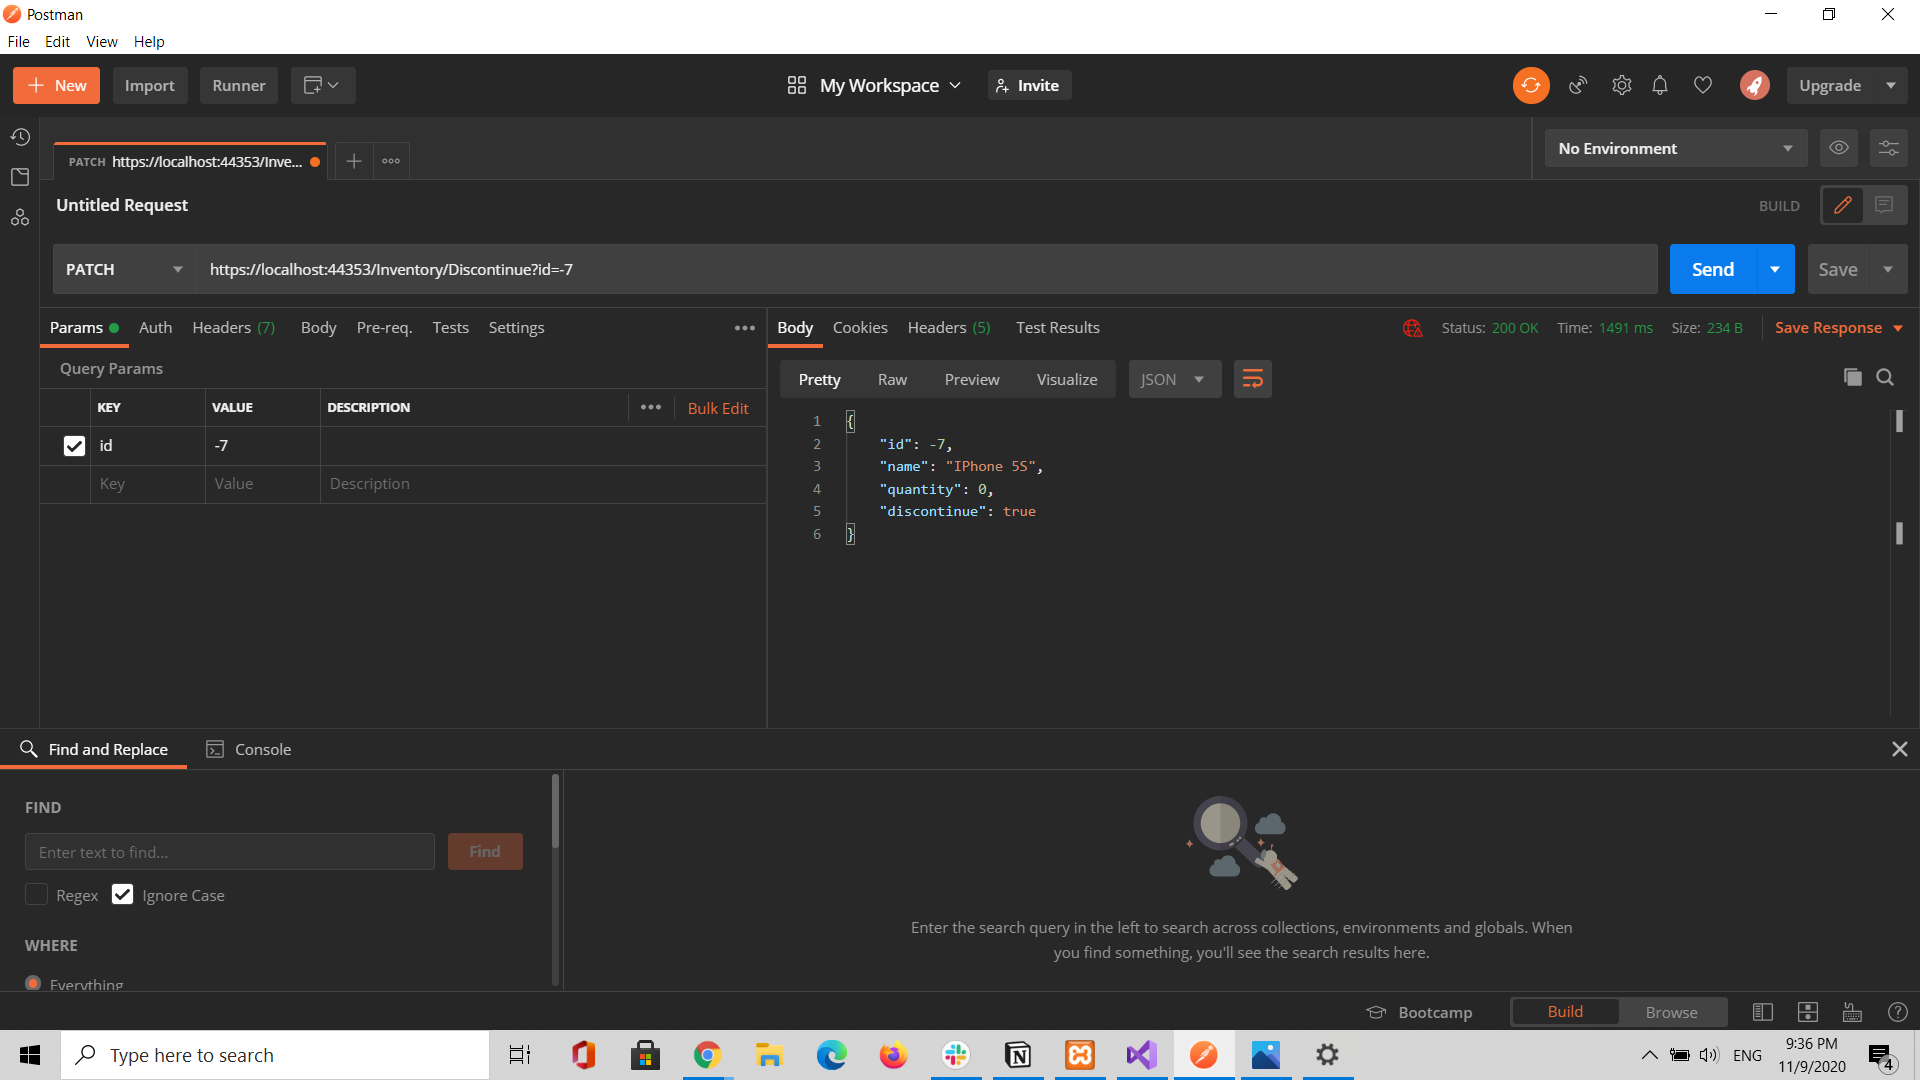 Postman
File Edit View Help
New Import Runner My Workspace Invite Upgrade
PATCH https://localhost:44353/Inve... No Environment
Untitled Request BUILD
PATCH https://localhost:44353/Inventory/Discontinue?id=-7 Send Save
Params Auth Headers (7) Body Pre-req. Tests Settings
Body Cookies Headers (5) Test Results Status: 200 OK Time: 1491 ms Size: 234 B Save Response
Query Params
KEY VALUE DESCRIPTION Bulk Edit
id -7
Key Value Description
Pretty Raw Preview Visualize JSON
1 {
2 "id": -7,
3 "name": "IPhone 5S",
4 "quantity": 0,
5 "discontinue": true
6 }
Find and Replace Console
FIND
Enter text to find... Find
Regex Ignore Case
WHERE
Everything
Enter the search query in the left to search across collections, environments and globals. When
you find something, you'll see the search results here.
Bootcamp Build Browse
Type here to search
ENG 9:36 PM
11/9/2020 4